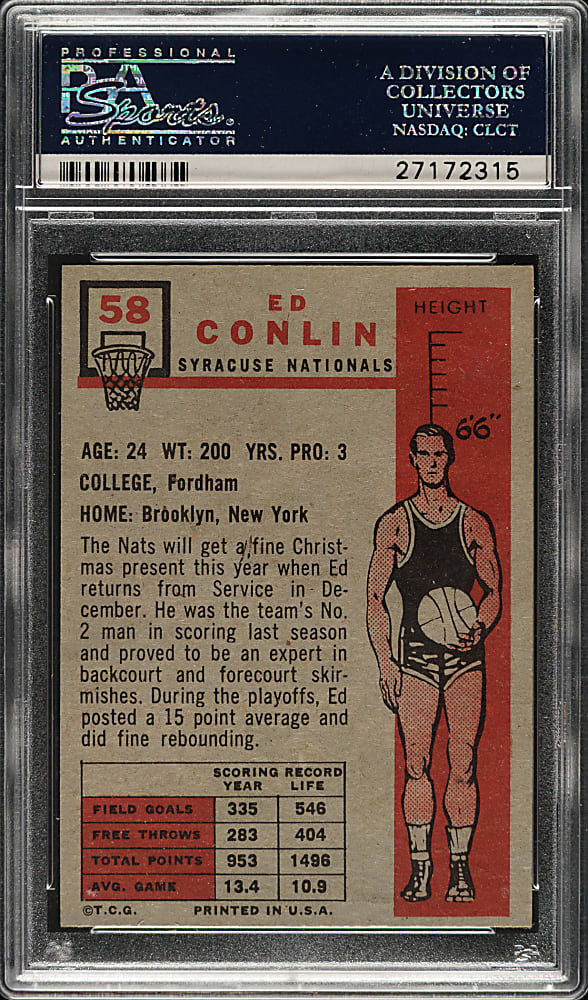 PROFESSIONAL
PSA
Sports.
AUTHENTICATOR
A DIVISION OF
COLLECTORS
UNIVERSE
NASDAQ: CLCT
27172315
58
ED
CONLIN
SYRACUSE NATIONALS
HEIGHT
6'6"
AGE: 24 WT: 200 YRS. PRO: 3
COLLEGE, Fordham
HOME: Brooklyn, New York
The Nats will get a fine Christ-
mas present this year when Ed
returns from Service in De-
cember. He was the team's No.
2 man in scoring last season
and proved to be an expert in
backcourt and forecourt skir-
mishes. During the playoffs, Ed
posted a 15 point average and
did fine rebounding.
SCORING RECORD
YEAR LIFE
FIELD GOALS 335 546
FREE THROWS 283 404
TOTAL POINTS 953 1496
AVG. GAME 13.4 10.9
©T.C.G. PRINTED IN U.S.A.